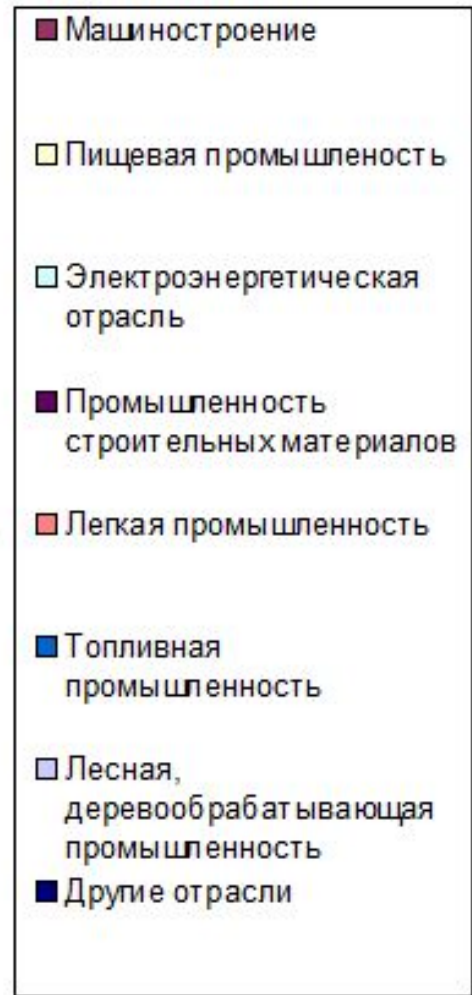 Машиностроение
Пищевая промышленость
Электроэнергетическая
отрасль
Промышленность
строительных материалов
Легкая промышленность
Топливная
промышленность
Лесная,
деревообрабатывающая
промышленность
Другие отрасли